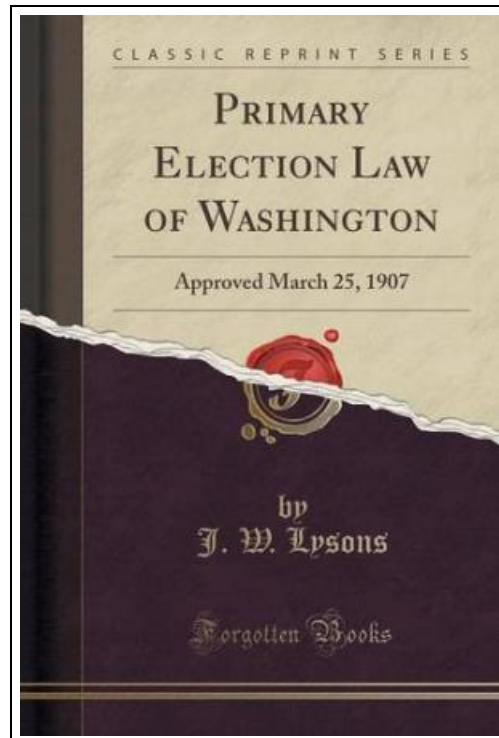 CLASSIC REPRINT SERIES
PRIMARY
ELECTION LAW
OF WASHINGTON
Approved March 25, 1907
by
J. W. Lysons
Forgotten Books